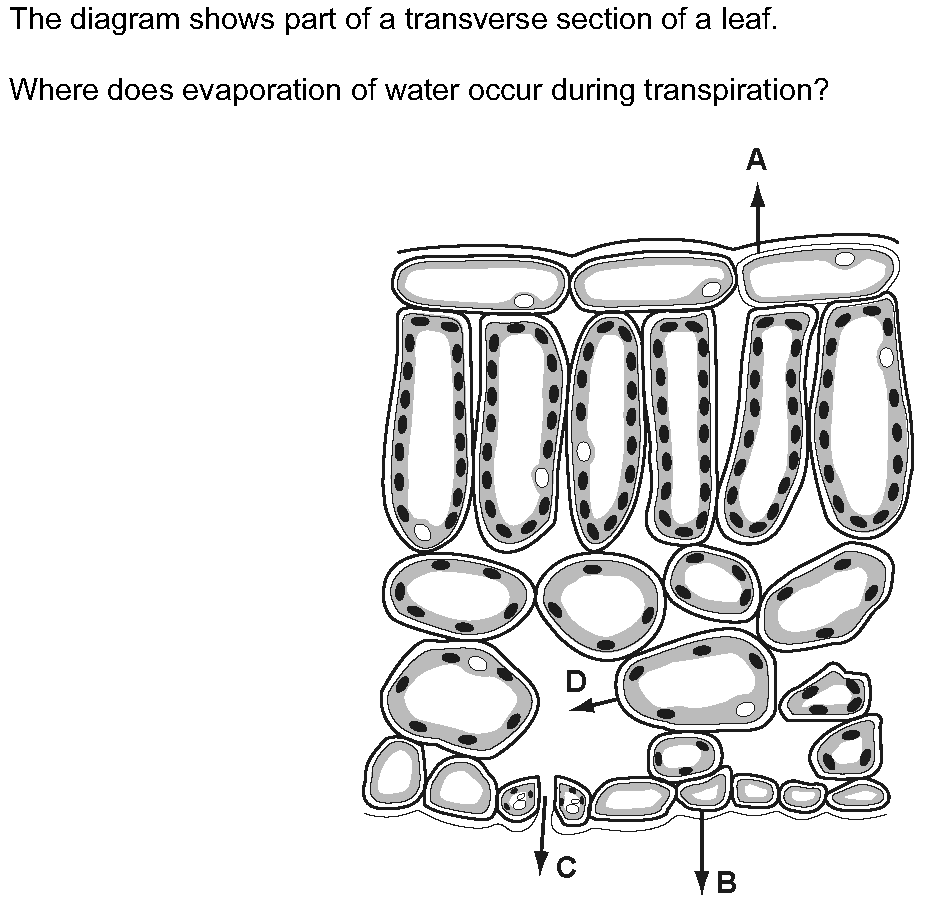 The diagram shows part of a transverse section of a leaf.
Where does evaporation of water occur during transpiration?
A
D
C
B